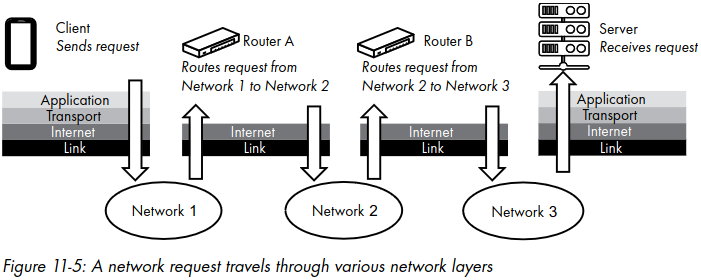 Client
Sends request
Router A
Routes request from
Network 1 to Network 2
Router B
Routes request from
Network 2 to Network 3
Server
Receives request
Application
Transport
Internet
Link
Internet
Link
Internet
Link
Application
Transport
Internet
Link
Network 1
Network 2
Network 3
Figure 11-5: A network request travels through various network layers